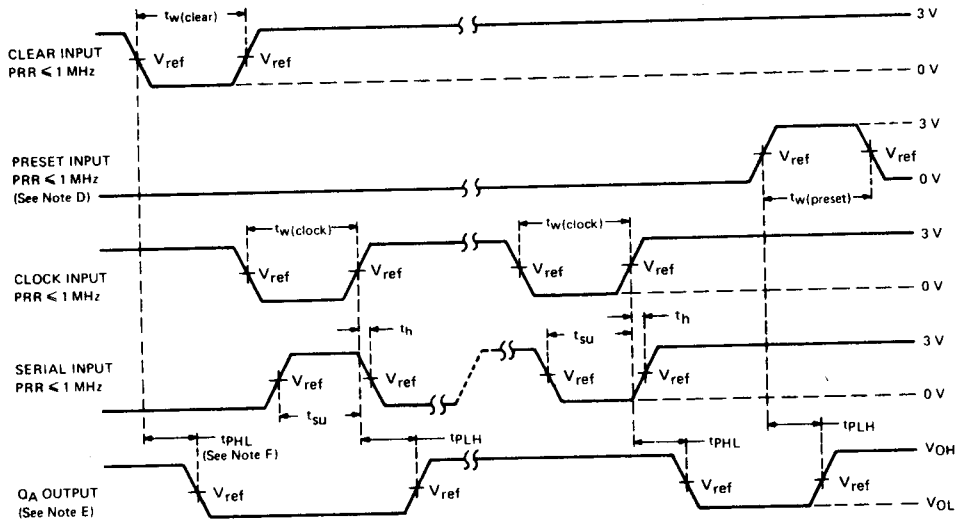 tw(clear)
3 V
CLEAR INPUT
PRR ⩽ 1 MHz
Vref
Vref
0 V
3 V
PRESET INPUT
PRR ⩽ 1 MHz
(See Note D)
Vref
Vref
0 V
tw(preset)
tw(clock)
tw(clock)
3 V
CLOCK INPUT
PRR ⩽ 1 MHz
Vref
Vref
Vref
Vref
0 V
th
tsu
th
3 V
SERIAL INPUT
PRR ⩽ 1 MHz
Vref
Vref
Vref
Vref
0 V
tsu
tPHL
(See Note F)
tPLH
tPHL
tPLH
VOH
QA OUTPUT
(See Note E)
Vref
Vref
Vref
Vref
VOL